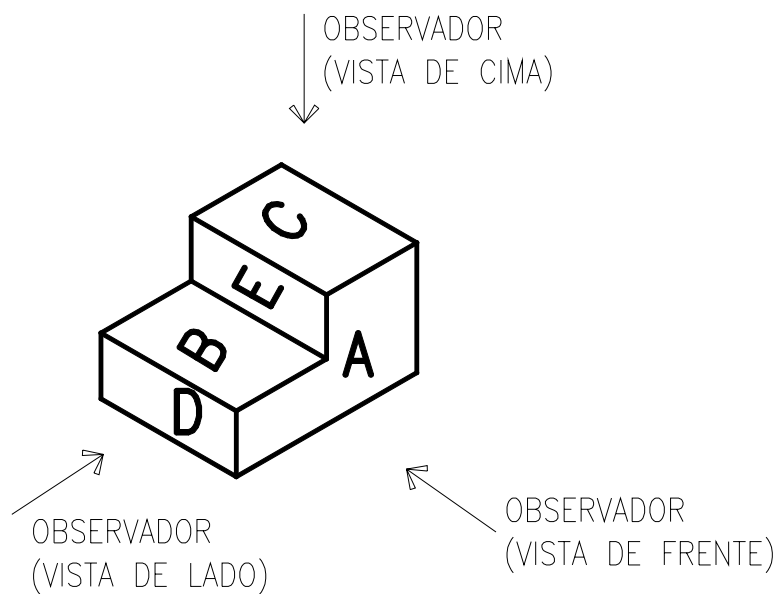 OBSERVADOR
(VISTA DE CIMA)
C
E
B
A
D
OBSERVADOR
(VISTA DE LADO)
OBSERVADOR
(VISTA DE FRENTE)